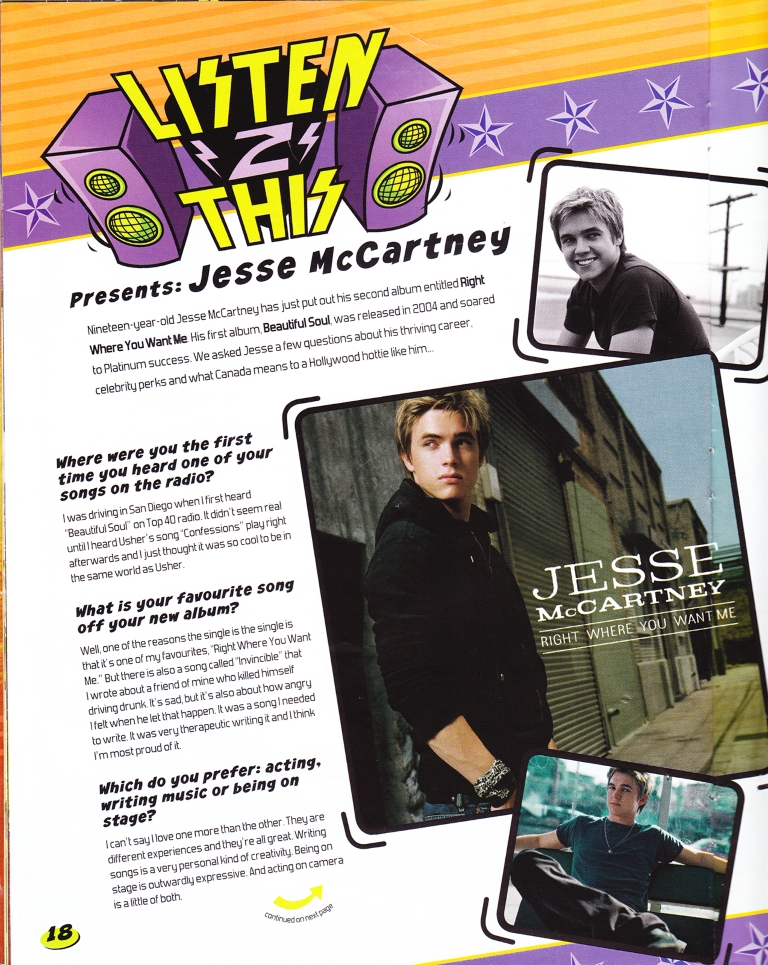 LISTEN
2
THIS
Presents: Jesse McCartney
Nineteen-year-old Jesse McCartney has just put out his second album entitled Right
Where You Want Me. His first album, Beautiful Soul, was released in 2004 and soared
to Platinum success. We asked Jesse a few questions about his thriving career,
celebrity perks and what Canada means to a Hollywood hottie like him...
Where were you the first
time you heard one of your
songs on the radio?
I was driving in San Diego when I first heard
"Beautiful Soul" on Top 40 radio. It didn't seem real
until I heard Usher's song "Confessions" play right
afterwards and I just thought it was so cool to be in
the same world as Usher.
What is your favourite song
off your new album?
Well, one of the reasons the single is the single is
that it's one of my favourites, "Right Where You Want
Me." But there is also a song called "Invincible" that
I wrote about a friend of mine who killed himself
driving drunk. It's sad, but it's also about how angry
I felt when he let that happen. It was a song I needed
to write. It was very therapeutic writing it and I think
I'm most proud of it.
Which do you prefer: acting,
writing music or being on
stage?
I can't say I love one more than the other. They are
different experiences and they're all great. Writing
songs is a very personal kind of creativity. Being on
stage is outwardly expressive. And acting on camera
is a little of both.
continued on next page
JESSE
McCARTNEY
RIGHT WHERE YOU WANT ME
18